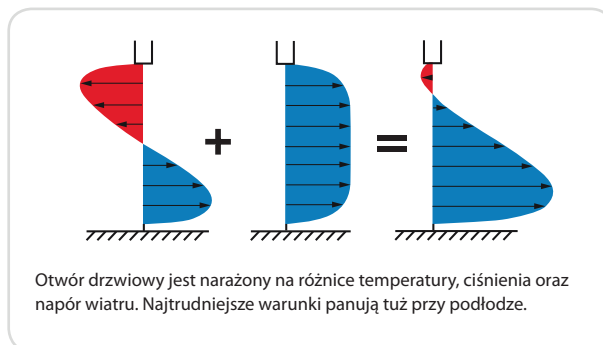 Otwór drzwiowy jest narażony na różnice temperatury, ciśnienia oraz
napór wiatru. Najtrudniejsze warunki panują tuż przy podłodze.